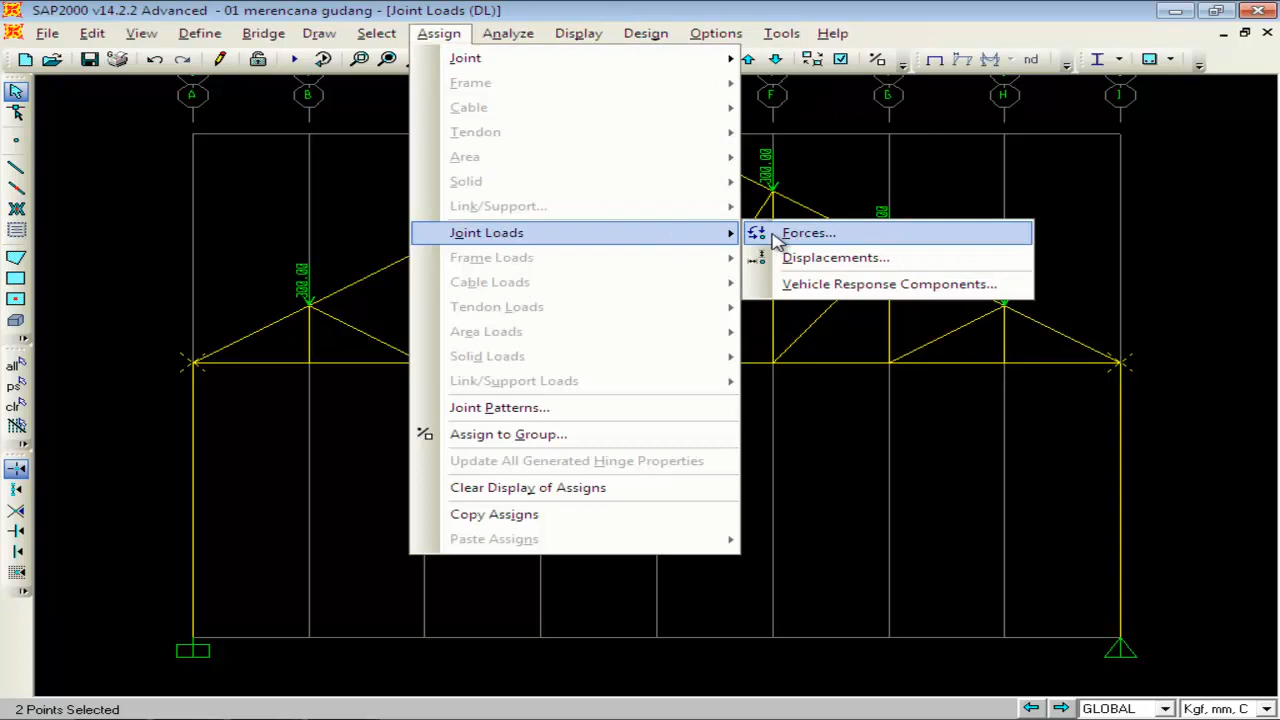 SAP2000 v14.2.2 Advanced - 01 merencana gudang - [Joint Loads (DL)]
File Edit View Define Bridge Draw Select Assign Analyze Display Design Options Tools Help
nd
A B F G H I
Joint
Frame
Cable
Tendon
Area
Solid
Link/Support...
Joint Loads
Forces...
Frame Loads
Displacements...
Cable Loads
Vehicle Response Components...
Tendon Loads
Area Loads
Solid Loads
Link/Support Loads
Joint Patterns...
Assign to Group...
Update All Generated Hinge Properties
Clear Display of Assigns
Copy Assigns
Paste Assigns
all
ps
clr
2 Points Selected
GLOBAL
Kgf, mm, C